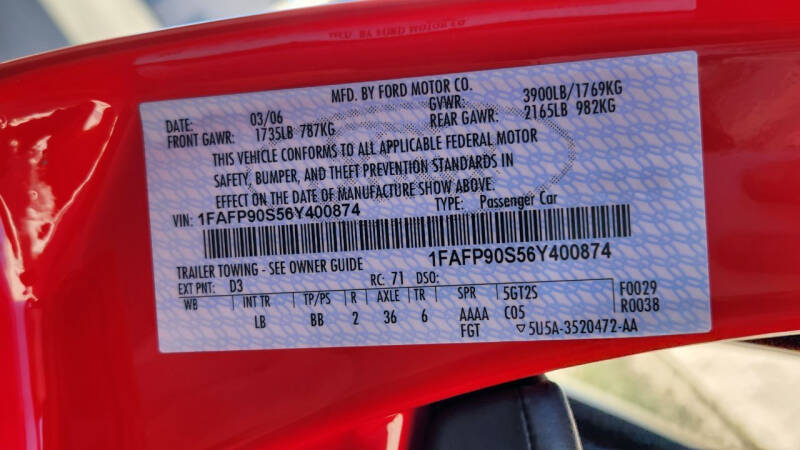 MFD. BY FORD MOTOR CO.
DATE: 03/06 GVWR: 3900LB/1769KG
FRONT GAWR: 1735LB 787KG REAR GAWR: 2165LB 982KG
THIS VEHICLE CONFORMS TO ALL APPLICABLE FEDERAL MOTOR
SAFETY, BUMPER, AND THEFT PREVENTION STANDARDS IN
EFFECT ON THE DATE OF MANUFACTURE SHOW ABOVE.
VIN: 1FAFP90S56Y400874 TYPE: Passenger Car
1FAFP90S56Y400874
TRAILER TOWING - SEE OWNER GUIDE
EXT PNT: D3 RC: 71 DSO: F0029
WB INT TR TP/PS R AXLE TR SPR 5GT2S R0038
LB BB 2 36 6 AAAA C05
FGT ▽5U5A-3520472-AA